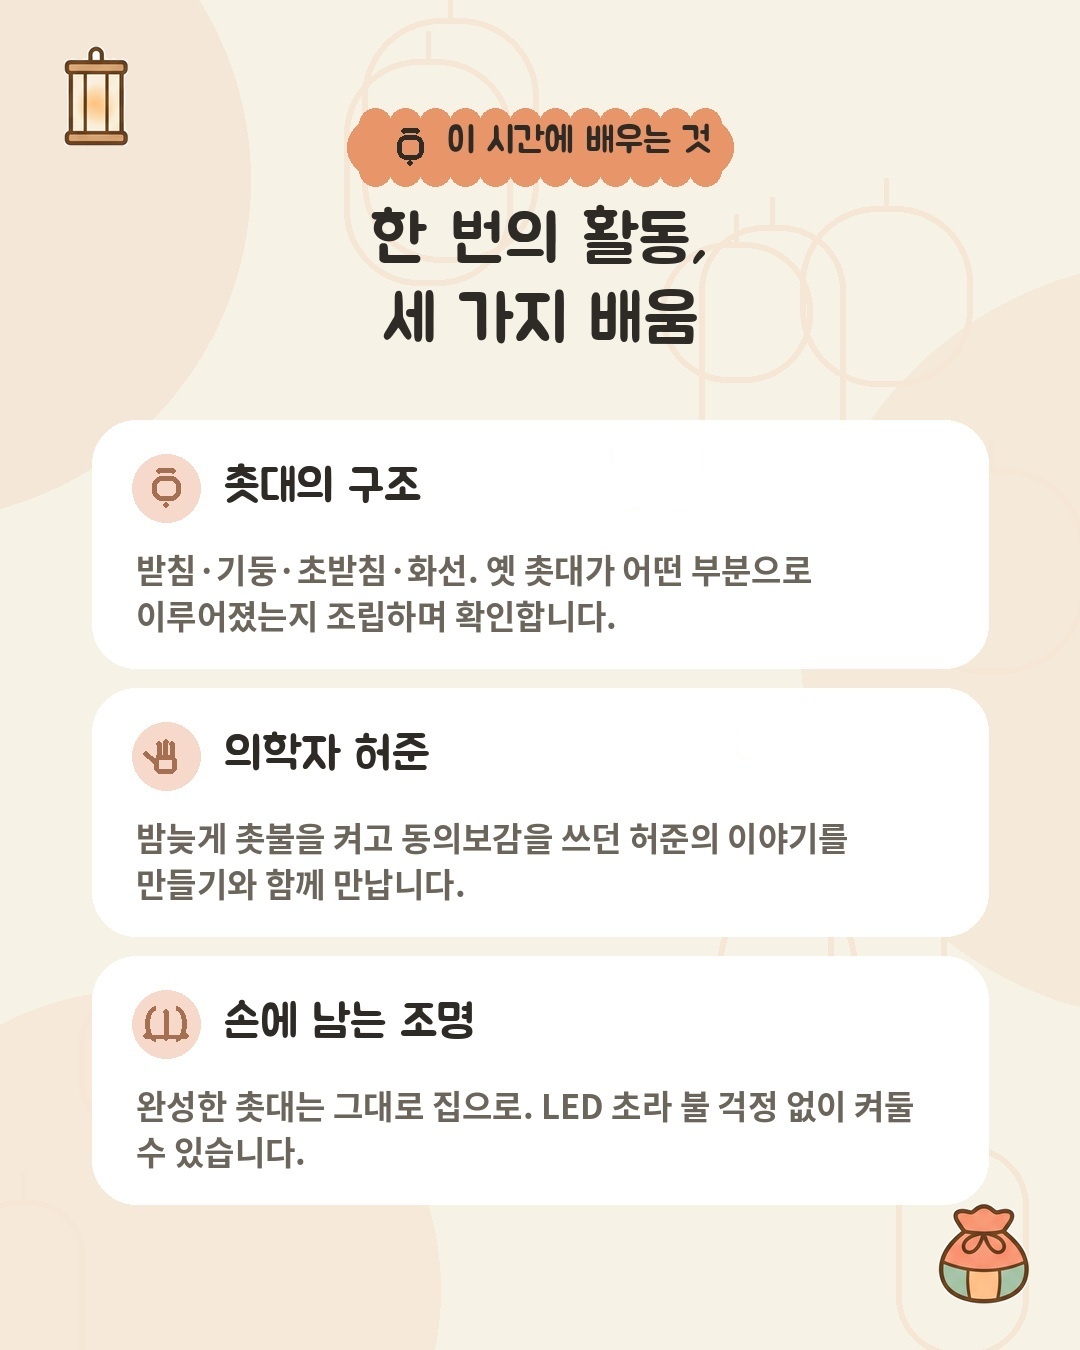 이 시간에 배우는 것
한 번의 활동,
세 가지 배움
촛대의 구조
받침·기둥·초받침·화선. 옛 촛대가 어떤 부분으로
이루어졌는지 조립하며 확인합니다.
의학자 허준
밤늦게 촛불을 켜고 동의보감을 쓰던 허준의 이야기를
만들기와 함께 만납니다.
손에 남는 조명
완성한 촛대는 그대로 집으로. LED 초라 불 걱정 없이 켜둘
수 있습니다.